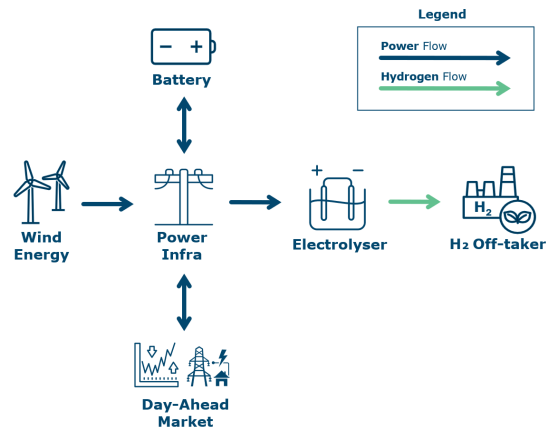 Legend
Power Flow
Hydrogen Flow
− +
Battery
+ −
H₂
Wind
Energy
Power
Infra
Electrolyser
H₂ Off-taker
Day-Ahead
Market